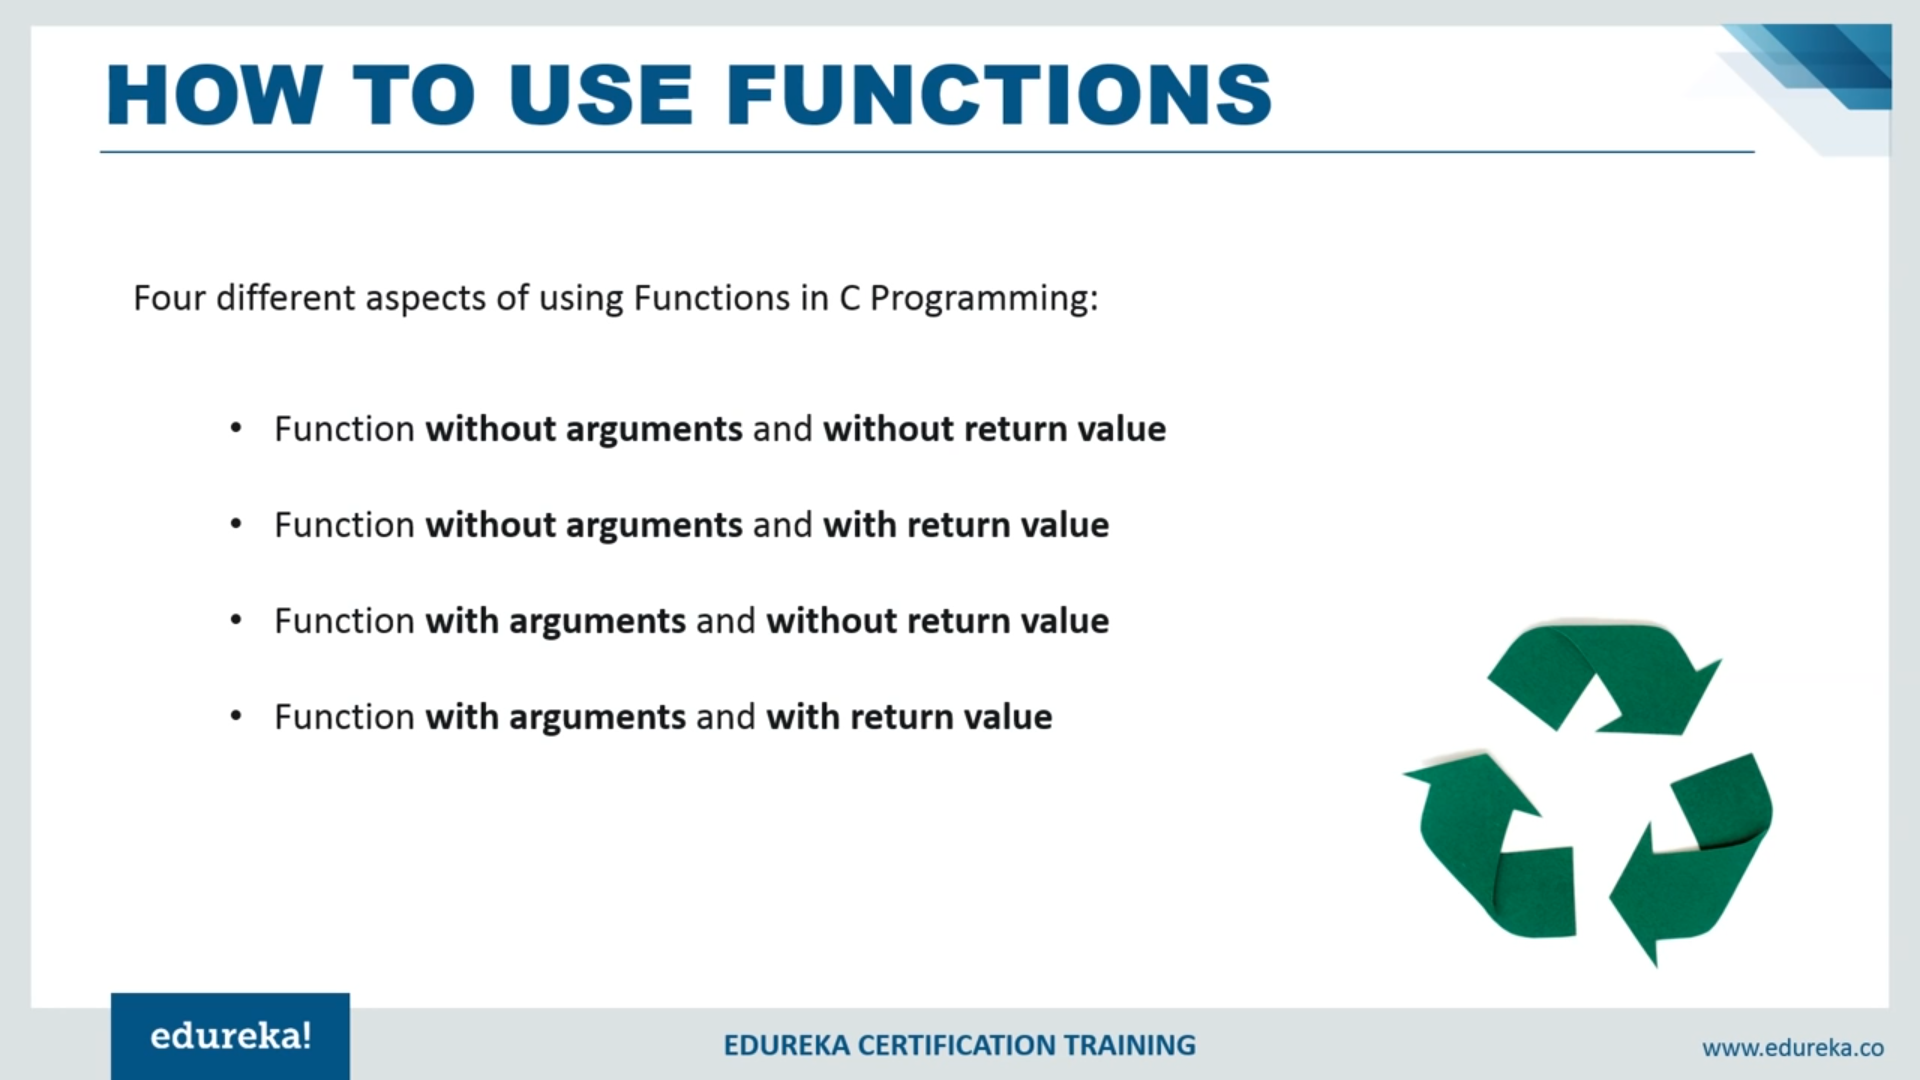 HOW TO USE FUNCTIONS
Four different aspects of using Functions in C Programming:
• Function without arguments and without return value
• Function without arguments and with return value
• Function with arguments and without return value
• Function with arguments and with return value
edureka!
EDUREKA CERTIFICATION TRAINING
www.edureka.co